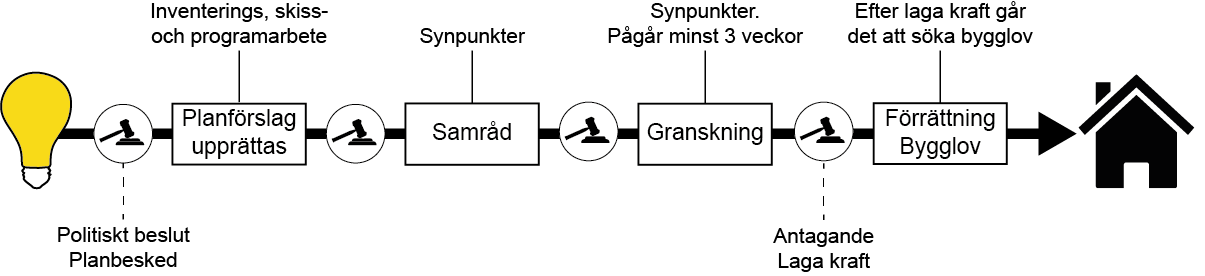 Inventerings, skiss-
och programarbete
Synpunkter
Synpunkter.
Pågår minst 3 veckor
Efter laga kraft går
det att söka bygglov
Planförslag
upprättas
Samråd
Granskning
Förrättning
Bygglov
Politiskt beslut
Planbesked
Antagande
Laga kraft